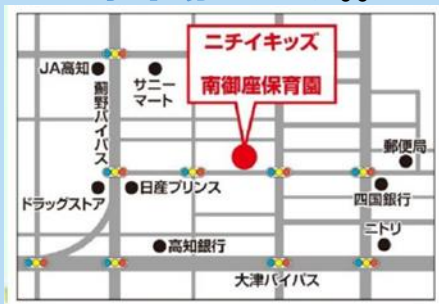 ニチイキッズ
南御座保育園
JA高知
サニー
マート
薊野バイパス
郵便局
ドラッグストア
日産プリンス
四国銀行
ニトリ
高知銀行
大津バイパス